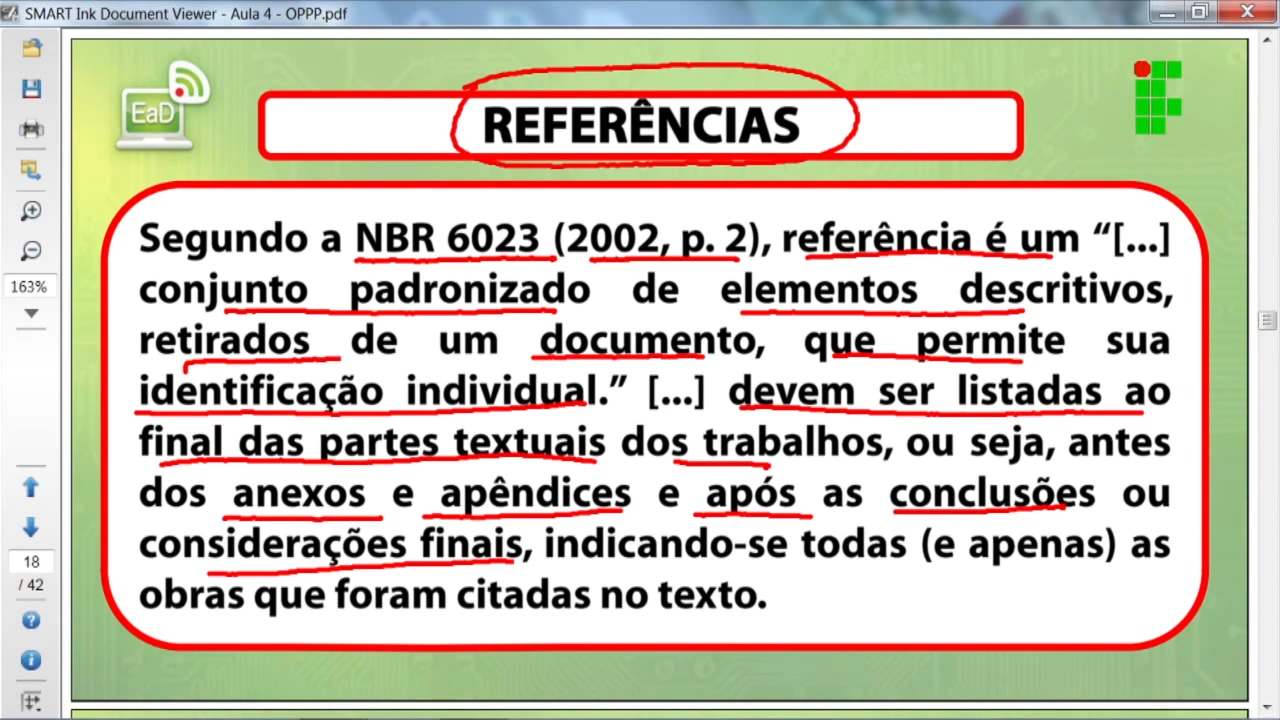 SMART Ink Document Viewer - Aula 4 - OPPP.pdf
EaD
REFERÊNCIAS
Segundo a NBR 6023 (2002, p. 2), referência é um “[...]
conjunto padronizado de elementos descritivos,
retirados de um documento, que permite sua
identificação individual.” [...] devem ser listadas ao
final das partes textuais dos trabalhos, ou seja, antes
dos anexos e apêndices e após as conclusões ou
considerações finais, indicando-se todas (e apenas) as
obras que foram citadas no texto.
163%
18
/ 42